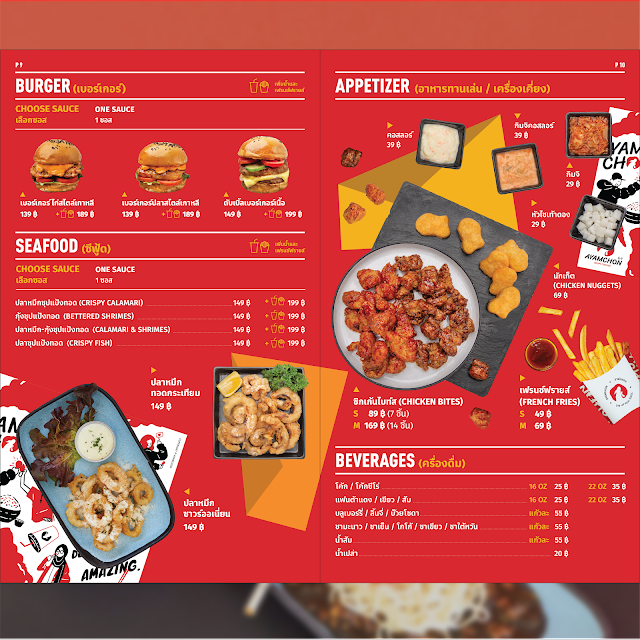 P 9
BURGER (เบอร์เกอร์)
เพิ่มน้ำและ
เฟรนช์ฟรายส์
CHOOSE SAUCE ONE SAUCE
เลือกซอส 1 ซอส
เบอร์เกอร์ไก่สไตล์เกาหลี
139 ฿ + 189 ฿
เบอร์เกอร์ปลาสไตล์เกาหลี
139 ฿ + 189 ฿
ดับเบิ้ลเบอร์เกอร์เนื้อ
149 ฿ + 199 ฿
SEAFOOD (ซีฟู้ด)
เพิ่มน้ำและ
เฟรนช์ฟรายส์
CHOOSE SAUCE ONE SAUCE
เลือกซอส 1 ซอส
ปลาหมึกชุปแป้งทอด (CRISPY CALAMARI) 149 ฿ + 199 ฿
กุ้งชุปแป้งทอด (BETTERED SHRIMPS) 149 ฿ + 199 ฿
ปลาหมึก-กุ้งชุปแป้งทอด (CALAMARI & SHRIMPS) 149 ฿ + 199 ฿
ปลาชุปแป้งทอด (CRISPY FISH) 149 ฿ + 199 ฿
ปลาหมึก
ทอดกระเทียม
149 ฿
ปลาหมึก
ซาวร์ออเนี่ยน
149 ฿
AMAZING.
P 10
APPETIZER (อาหารทานเล่น / เครื่องเคี่ยง)
คอสลอว์
39 ฿
กิมจิคอสลอว์
39 ฿
กิมจิ
29 ฿
หัวไชเท้าดอง
29 ฿
AYAMCHON
นักเก็ต
(CHICKEN NUGGETS)
69 ฿
ชิกเก้นไบท์ส (CHICKEN BITES)
S 89 ฿ (7 ชิ้น)
M 169 ฿ (14 ชิ้น)
เฟรนช์ฟรายส์
(FRENCH FRIES)
S 49 ฿
M 69 ฿
BEVERAGES (เครื่องดื่ม)
โค้ก / โค้กซีโร่ 16 OZ 25 ฿ 22 OZ 35 ฿
แฟนต้าแดง / เขียว / ส้ม 16 OZ 25 ฿ 22 OZ 35 ฿
บลูเบอร์รี่ / ลิ้นจี่ / บ๊วยโซดา แก้วละ 55 ฿
ชามะนาว / ชาเย็น / โกโก้ / ชาเขียว / ชาไต้หวัน แก้วละ 55 ฿
น้ำส้ม แก้วละ 55 ฿
น้ำเปล่า 20 ฿